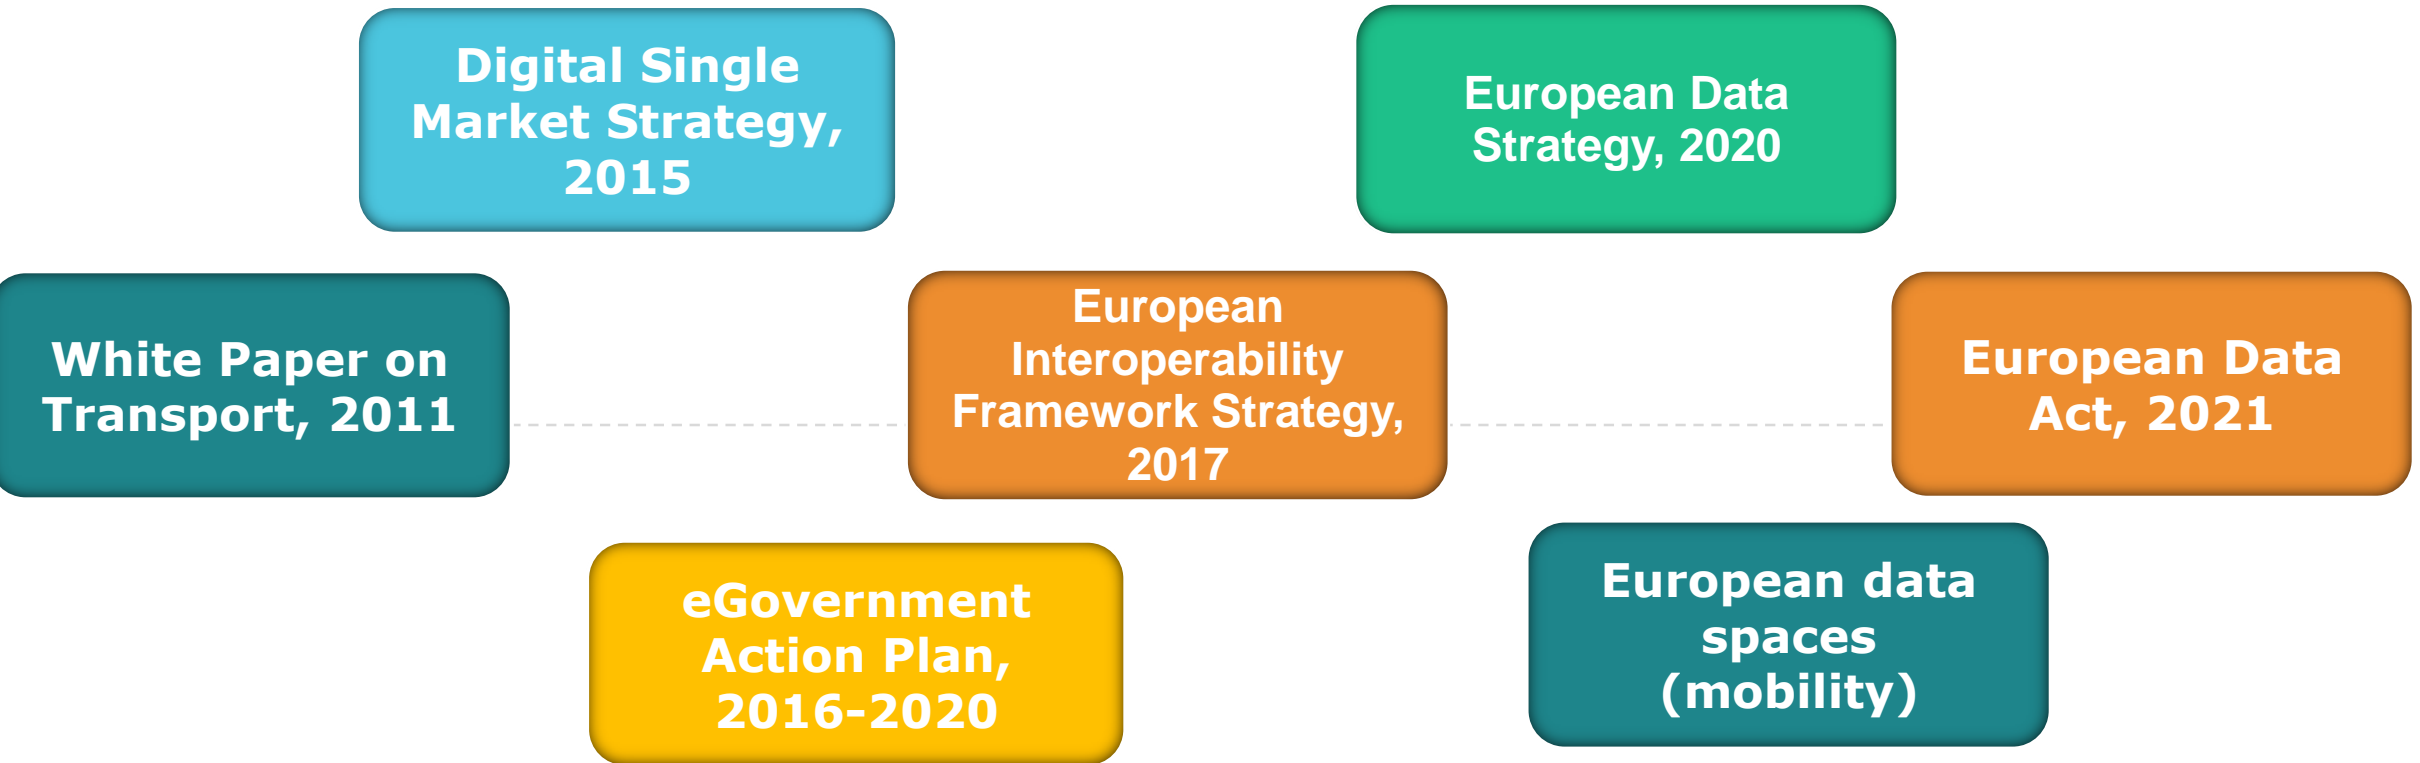 Digital Single
Market Strategy,
2015
European Data
Strategy, 2020
White Paper on
Transport, 2011
European
Interoperability
Framework Strategy,
2017
European Data
Act, 2021
eGovernment
Action Plan,
2016-2020
European data
spaces
(mobility)